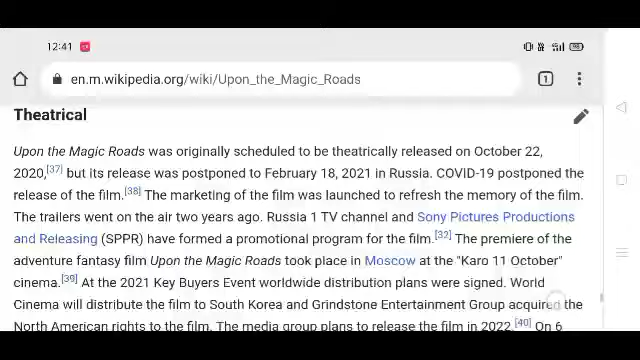 12:41
en.m.wikipedia.org/wiki/Upon_the_Magic_Roads
1
Theatrical
Upon the Magic Roads was originally scheduled to be theatrically released on October 22,
2020,[37] but its release was postponed to February 18, 2021 in Russia. COVID-19 postponed the
release of the film.[38] The marketing of the film was launched to refresh the memory of the film.
The trailers went on the air two years ago. Russia 1 TV channel and Sony Pictures Productions
and Releasing (SPPR) have formed a promotional program for the film.[32] The premiere of the
adventure fantasy film Upon the Magic Roads took place in Moscow at the "Karo 11 October"
cinema.[39] At the 2021 Key Buyers Event worldwide distribution plans were signed. World
Cinema will distribute the film to South Korea and Grindstone Entertainment Group acquired the
North American rights to the film. The media group plans to release the film in 2022.[40] On 6